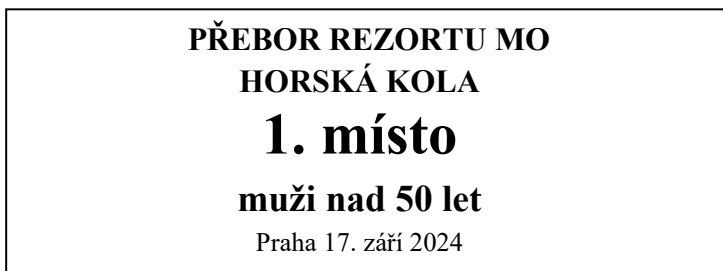 PŘEBOR REZORTU MO
HORSKÁ KOLA
1. místo
muži nad 50 let
Praha 17. září 2024